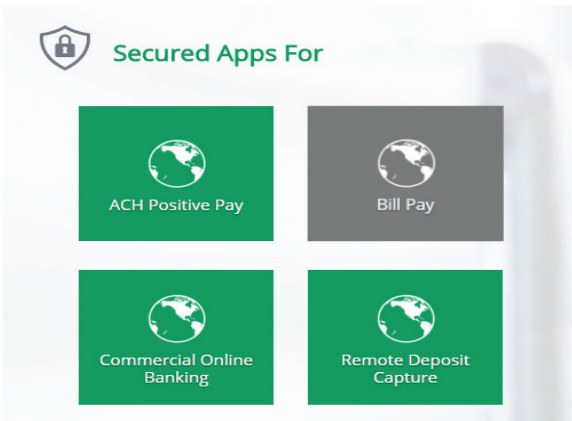 Secured Apps For
ACH Positive Pay
Bill Pay
Commercial Online
Banking
Remote Deposit
Capture